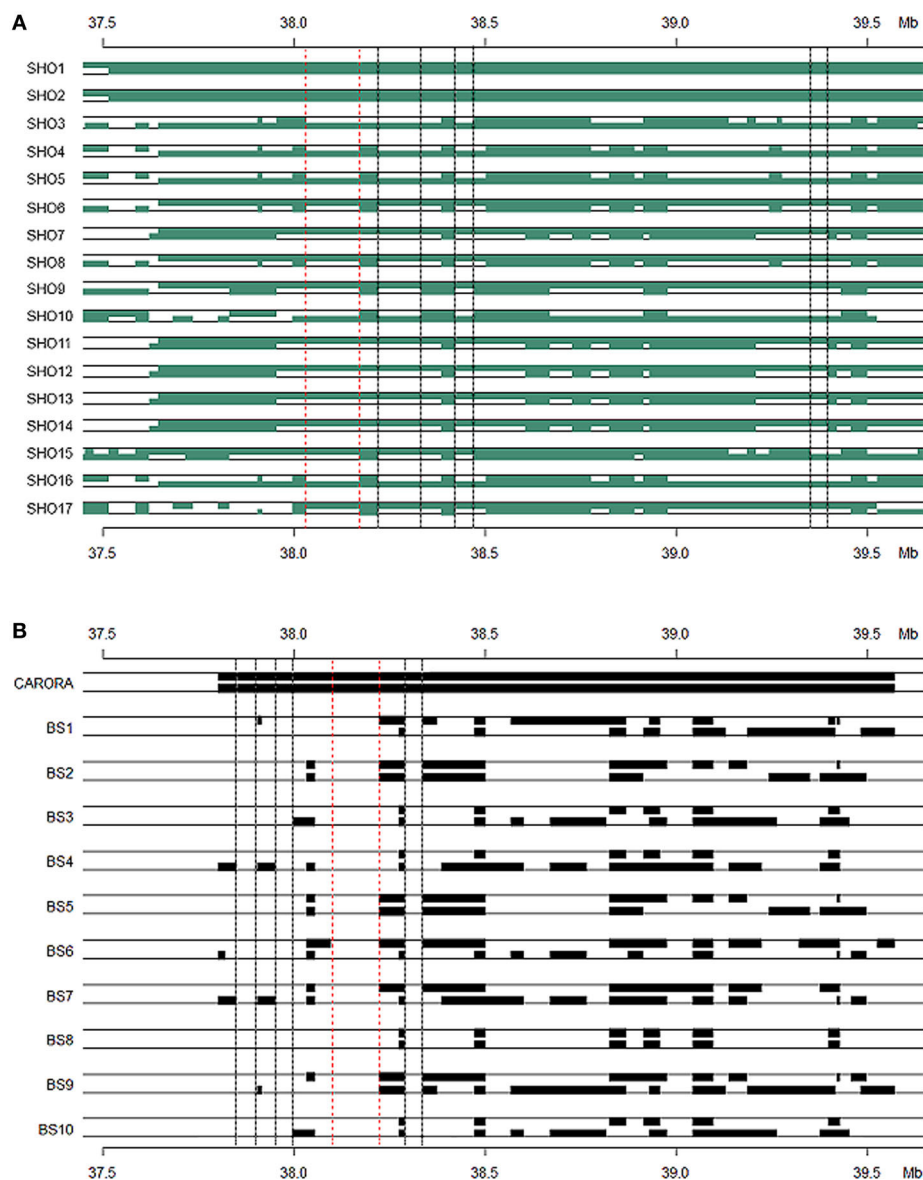 A
37.5 38.0 38.5 39.0 39.5 Mb
SHO1
SHO2
SHO3
SHO4
SHO5
SHO6
SHO7
SHO8
SHO9
SHO10
SHO11
SHO12
SHO13
SHO14
SHO15
SHO16
SHO17
37.5 38.0 38.5 39.0 39.5 Mb
B
37.5 38.0 38.5 39.0 39.5 Mb
CARORA
BS1
BS2
BS3
BS4
BS5
BS6
BS7
BS8
BS9
BS10
37.5 38.0 38.5 39.0 39.5 Mb